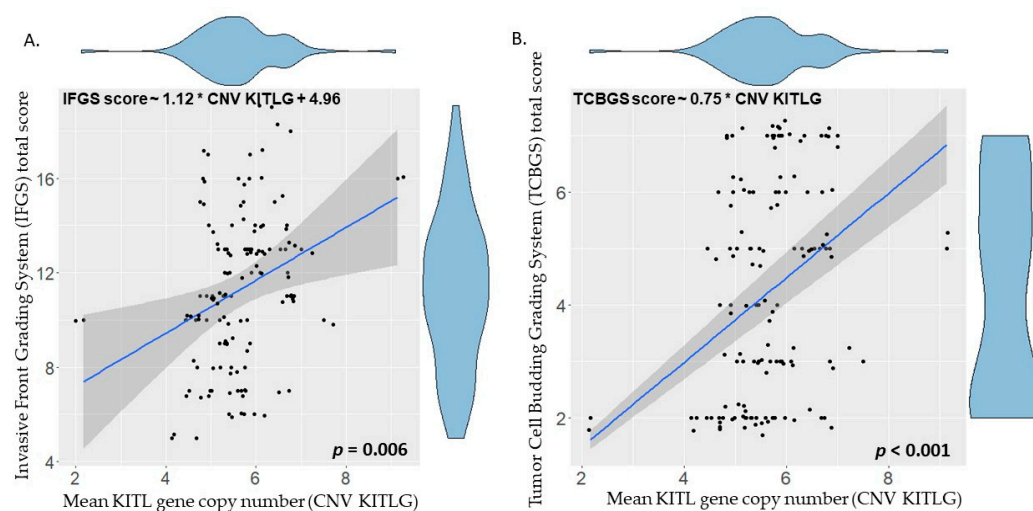 A.
IFGS score ~ 1.12 * CNV KITLG + 4.96
Invasive Front Grading System (IFGS) total score
16
12
8
4
p = 0.006
2
4
6
8
Mean KITL gene copy number (CNV KITLG)
B.
TCBGS score ~ 0.75 * CNV KITLG
Tumor Cell Budding Grading System (TCBGS) total score
6
4
2
p < 0.001
2
4
6
8
Mean KITL gene copy number (CNV KITLG)